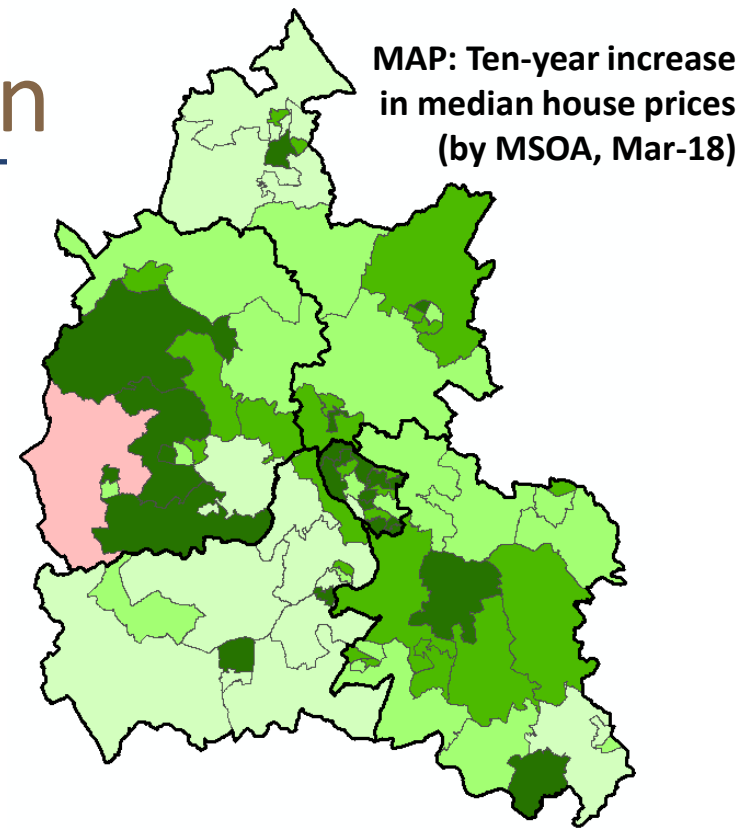 n
MAP: Ten-year increase
in median house prices
(by MSOA, Mar-18)